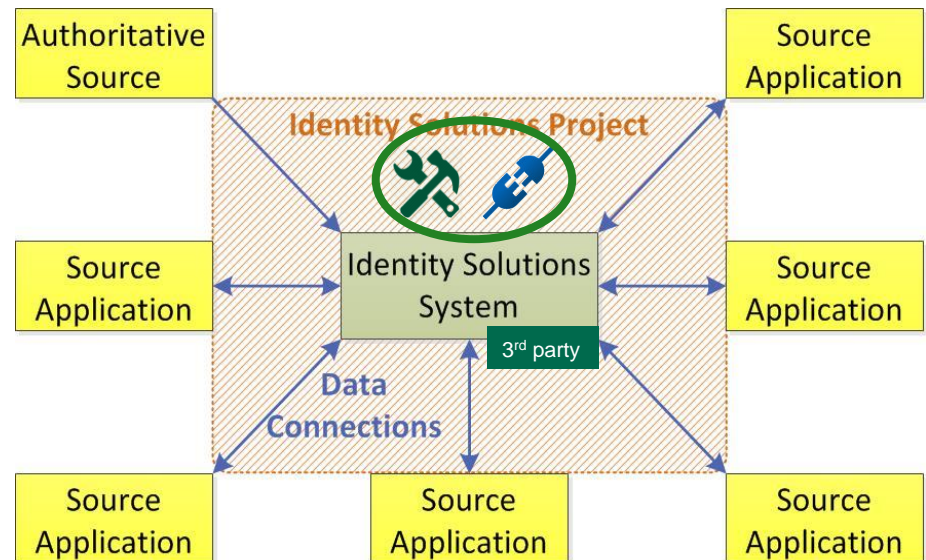 Authoritative
Source
Source
Application
Identity Solutions Project
Source
Application
Identity Solutions
System
3rd party
Source
Application
Data
Connections
Source
Application
Source
Application
Source
Application